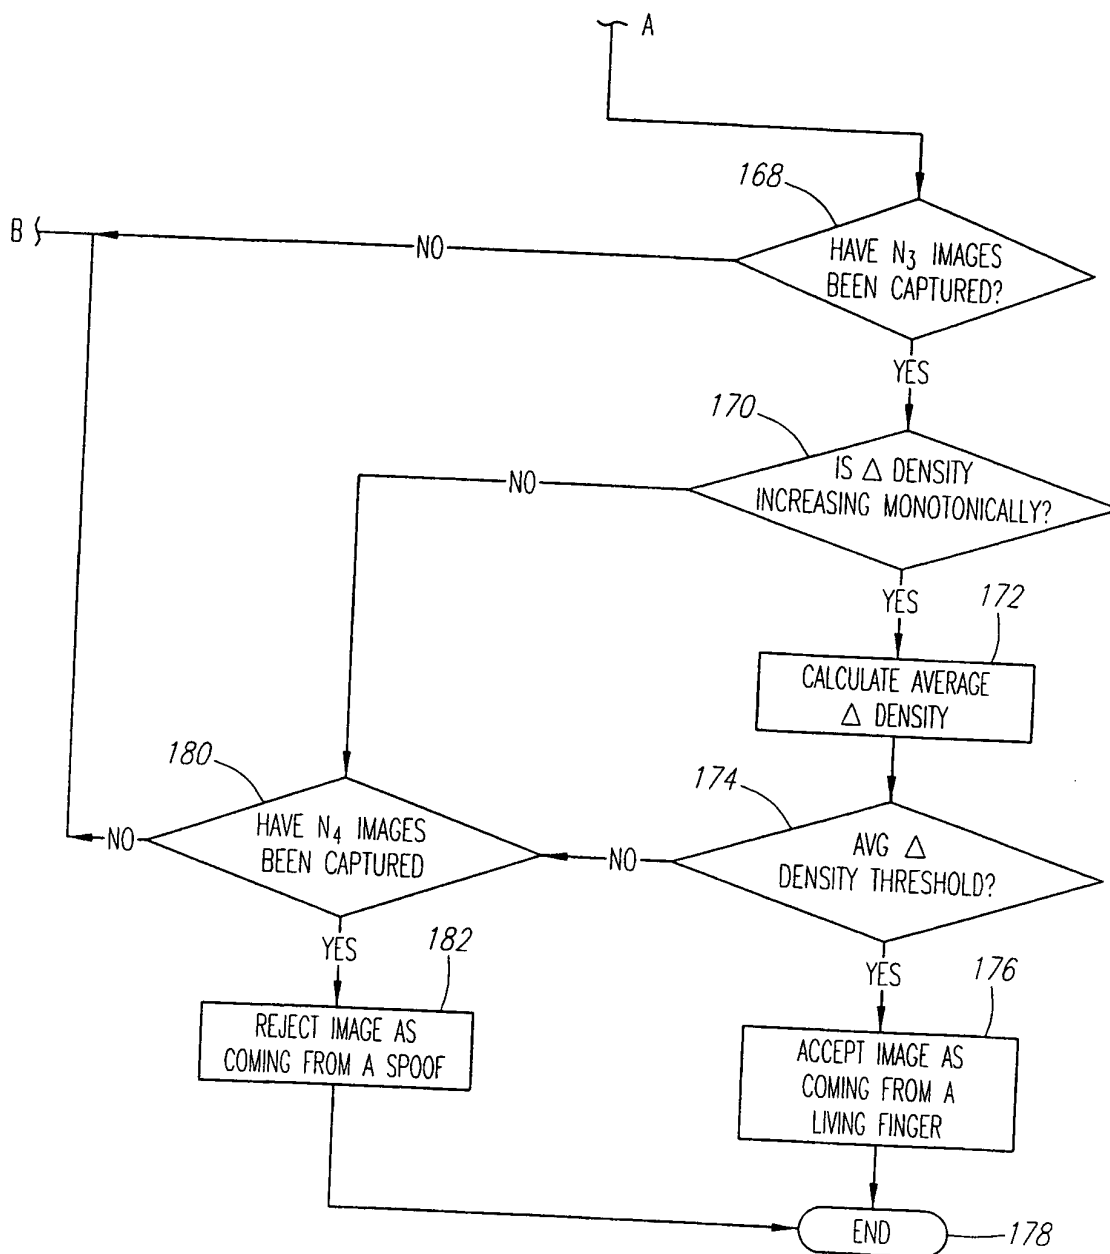 A
168
B
NO
HAVE N₃ IMAGES
BEEN CAPTURED?
YES
170
IS △ DENSITY
INCREASING MONOTONICALLY?
NO
YES
172
CALCULATE AVERAGE
△ DENSITY
180
174
HAVE N₄ IMAGES
BEEN CAPTURED
NO
NO
AVG △
DENSITY THRESHOLD?
YES
182
YES
176
REJECT IMAGE AS
COMING FROM A SPOOF
ACCEPT IMAGE AS
COMING FROM A
LIVING FINGER
END
178